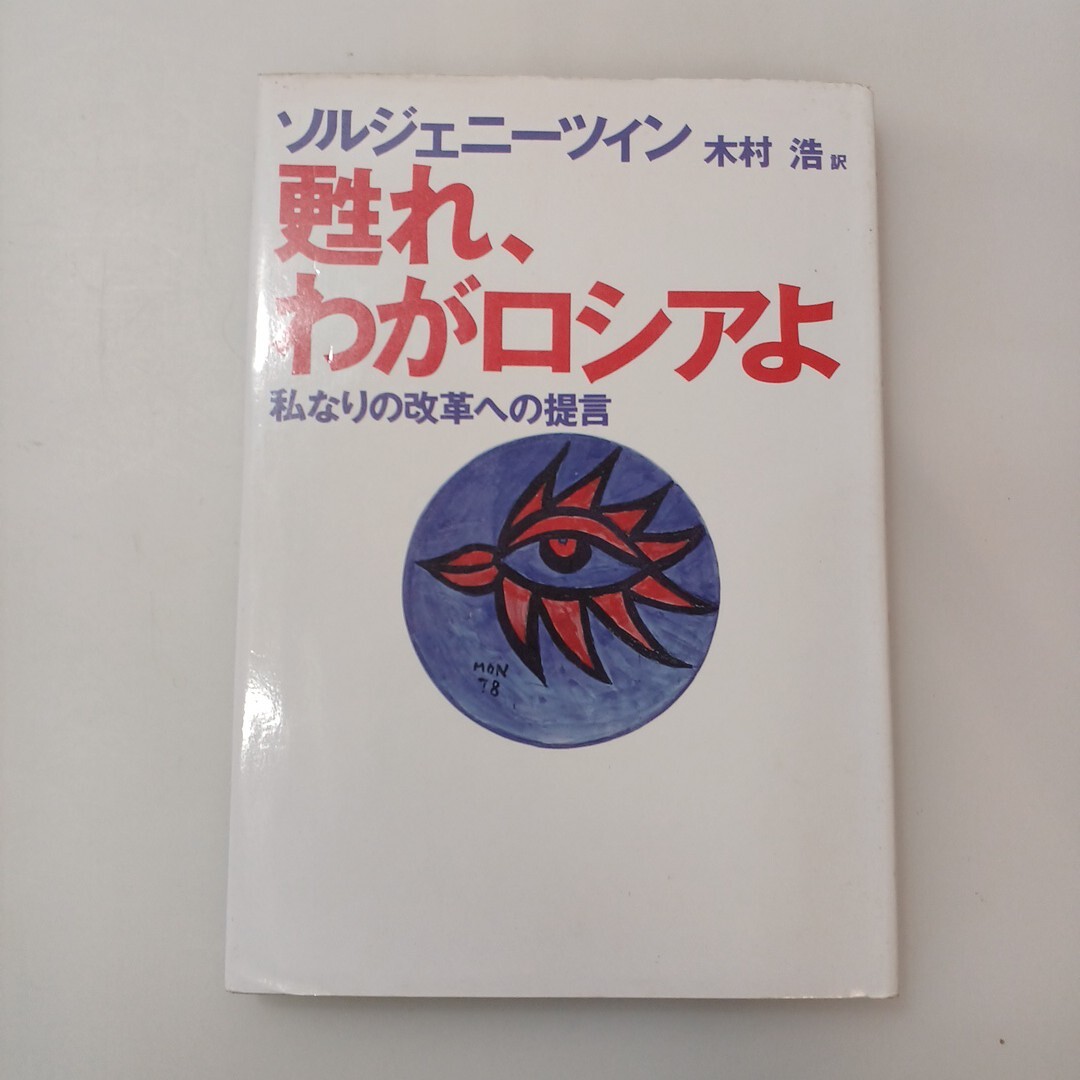 ソルジェニーツイン 木村 浩 訳
甦れ、
わがロシアよ
私なりの改革への提言
MON
78